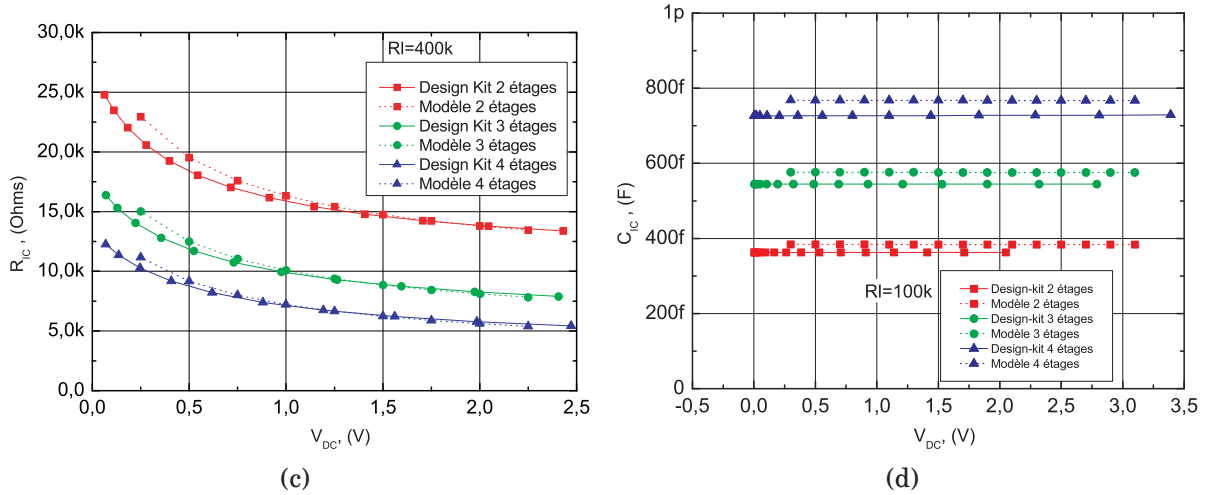 30,0k
25,0k
20,0k
15,0k
10,0k
5,0k
0,0
R_IC, (Ohms)
0,0 0,5 1,0 1,5 2,0 2,5
V_DC, (V)
Rl=400k
Design Kit 2 étages
Modèle 2 étages
Design Kit 3 étages
Modèle 3 étages
Design Kit 4 étages
Modèle 4 étages
(c)
1p
800f
600f
400f
200f
0
C_IC, (F)
-0,5 0,0 0,5 1,0 1,5 2,0 2,5 3,0 3,5
V_DC, (V)
Rl=100k
Design-kit 2 étages
Modèle 2 étages
Design-kit 3 étages
Modèle 3 étages
Design-kit 4 étages
Modèle 4 étages
(d)